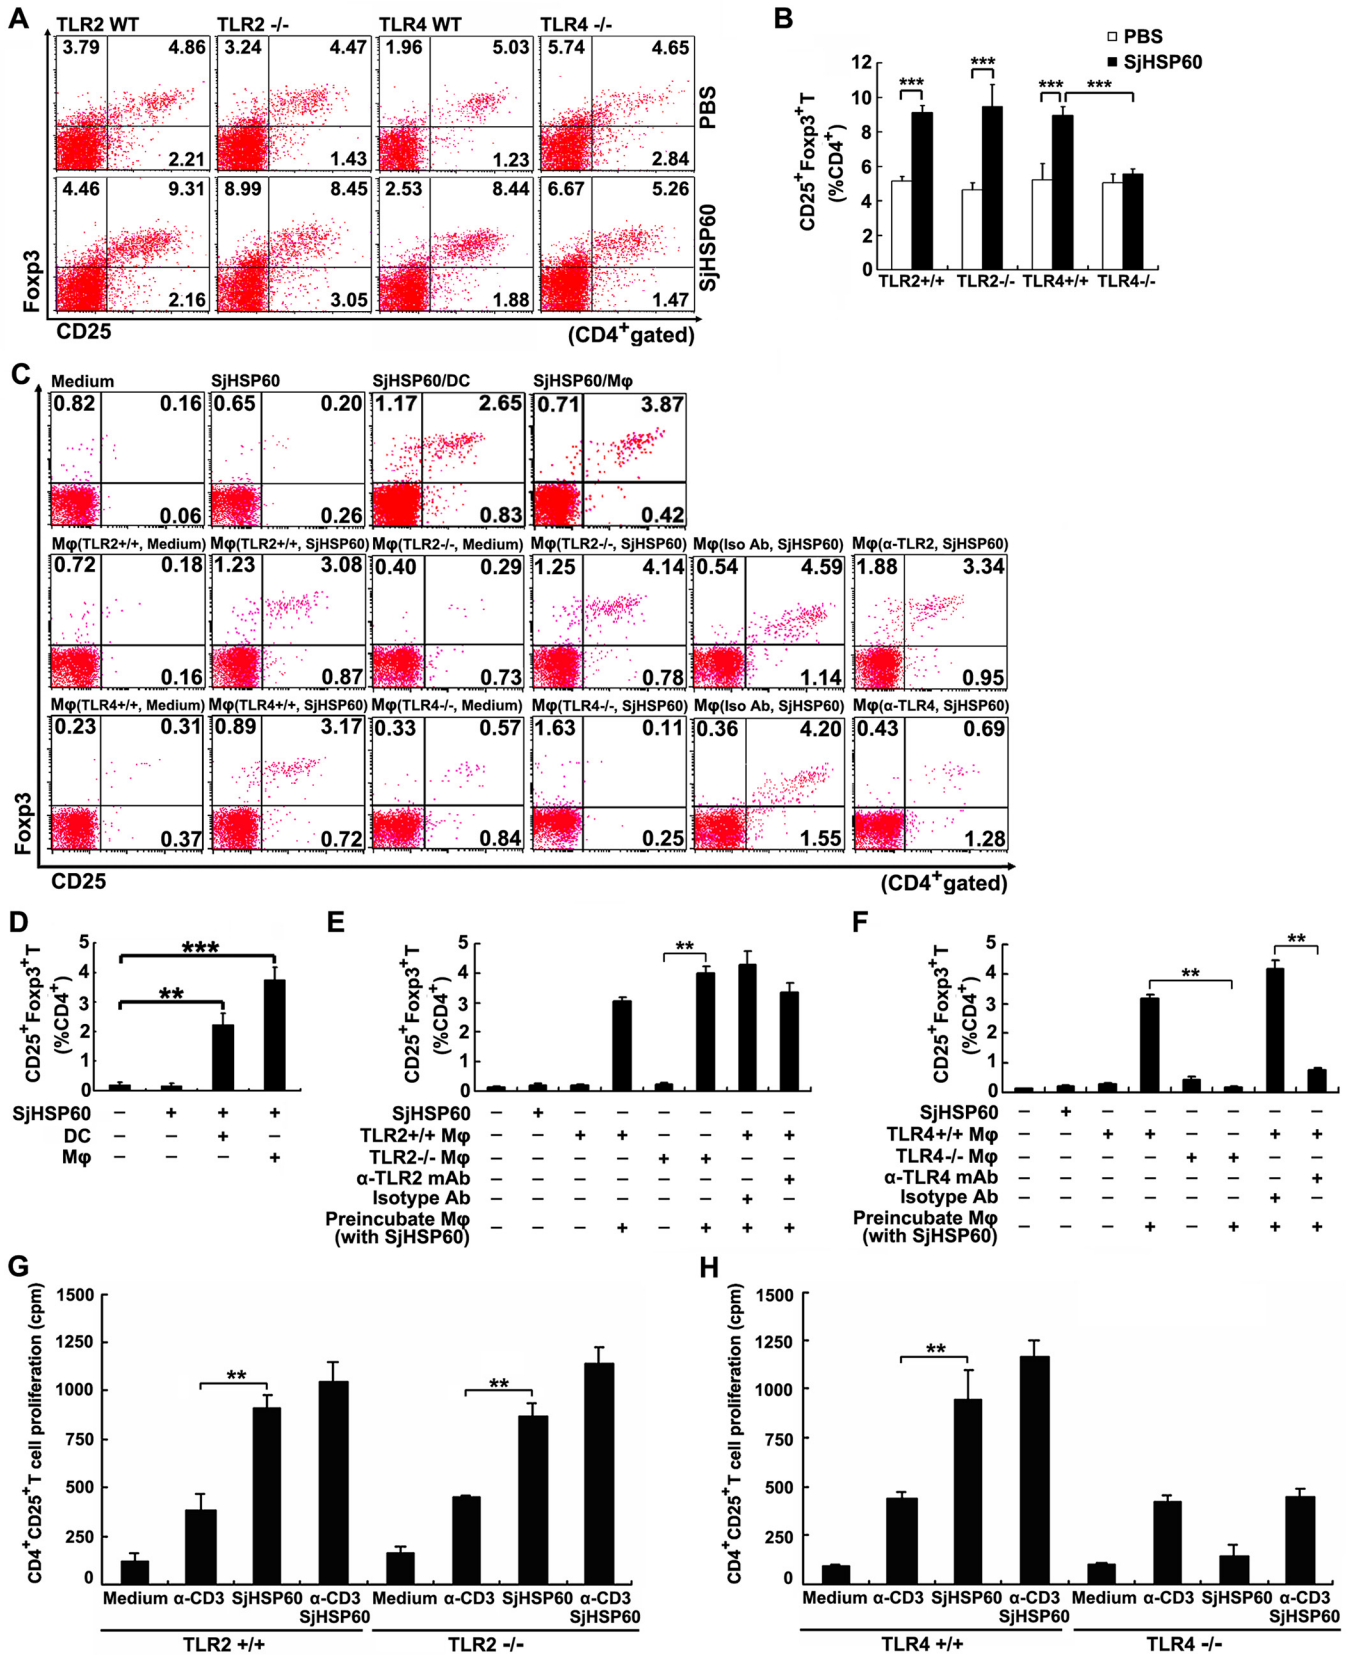 A
TLR2 WT TLR2 -/- TLR4 WT TLR4 -/-
3.79 4.86 3.24 4.47 1.96 5.03 5.74 4.65
2.21 1.43 1.23 2.84
PBS
4.46 9.31 8.99 8.45 2.53 8.44 6.67 5.26
2.16 3.05 1.88 1.47
SjHSP60
Foxp3
CD25 (CD4+gated)
B
PBS
SjHSP60
CD25+Foxp3+T
(%CD4+)
12
10
8
6
4
2
0
*** *** *** ***
TLR2+/+ TLR2-/- TLR4+/+ TLR4-/-
C
Medium SjHSP60 SjHSP60/DC SjHSP60/Mφ
0.82 0.16 0.65 0.20 1.17 2.65 0.71 3.87
0.06 0.26 0.83 0.42
Mφ(TLR2+/+, Medium) Mφ(TLR2+/+, SjHSP60) Mφ(TLR2-/-, Medium) Mφ(TLR2-/-, SjHSP60) Mφ(Iso Ab, SjHSP60) Mφ(α-TLR2, SjHSP60)
0.72 0.18 1.23 3.08 0.40 0.29 1.25 4.14 0.54 4.59 1.88 3.34
0.16 0.87 0.73 0.78 1.14 0.95
Mφ(TLR4+/+, Medium) Mφ(TLR4+/+, SjHSP60) Mφ(TLR4-/-, Medium) Mφ(TLR4-/-, SjHSP60) Mφ(Iso Ab, SjHSP60) Mφ(α-TLR4, SjHSP60)
0.23 0.31 0.89 3.17 0.33 0.57 1.63 0.11 0.36 4.20 0.43 0.69
0.37 0.72 0.84 0.25 1.55 1.28
Foxp3
CD25 (CD4+gated)
D
CD25+Foxp3+T
(%CD4+)
5
4
3
2
1
0
***
**
SjHSP60 – + + +
DC – – + –
Mφ – – – +
E
CD25+Foxp3+T
(%CD4+)
5
4
3
2
1
0
**
SjHSP60 – + – – – – – –
TLR2+/+ Mφ – – + + – – + +
TLR2-/- Mφ – – – – + + – –
α-TLR2 mAb – – – – – – – +
Isotype Ab – – – – – – + –
Preincubate Mφ – – – + – + + +
(with SjHSP60)
F
CD25+Foxp3+T
(%CD4+)
5
4
3
2
1
0
** **
SjHSP60 – + – – – – – –
TLR4+/+ Mφ – – + + – – + +
TLR4-/- Mφ – – – – + + – –
α-TLR4 mAb – – – – – – – +
Isotype Ab – – – – – – + –
Preincubate Mφ – – – + – + + +
(with SjHSP60)
G
CD4+CD25+T cell proliferation (cpm)
1500
1250
1000
750
500
250
0
** **
Medium α-CD3 SjHSP60 α-CD3 Medium α-CD3 SjHSP60 α-CD3
SjHSP60 SjHSP60
TLR2 +/+ TLR2 -/-
H
CD4+CD25+T cell proliferation (cpm)
1500
1250
1000
750
500
250
0
**
Medium α-CD3 SjHSP60 α-CD3 Medium α-CD3 SjHSP60 α-CD3
SjHSP60 SjHSP60
TLR4 +/+ TLR4 -/-